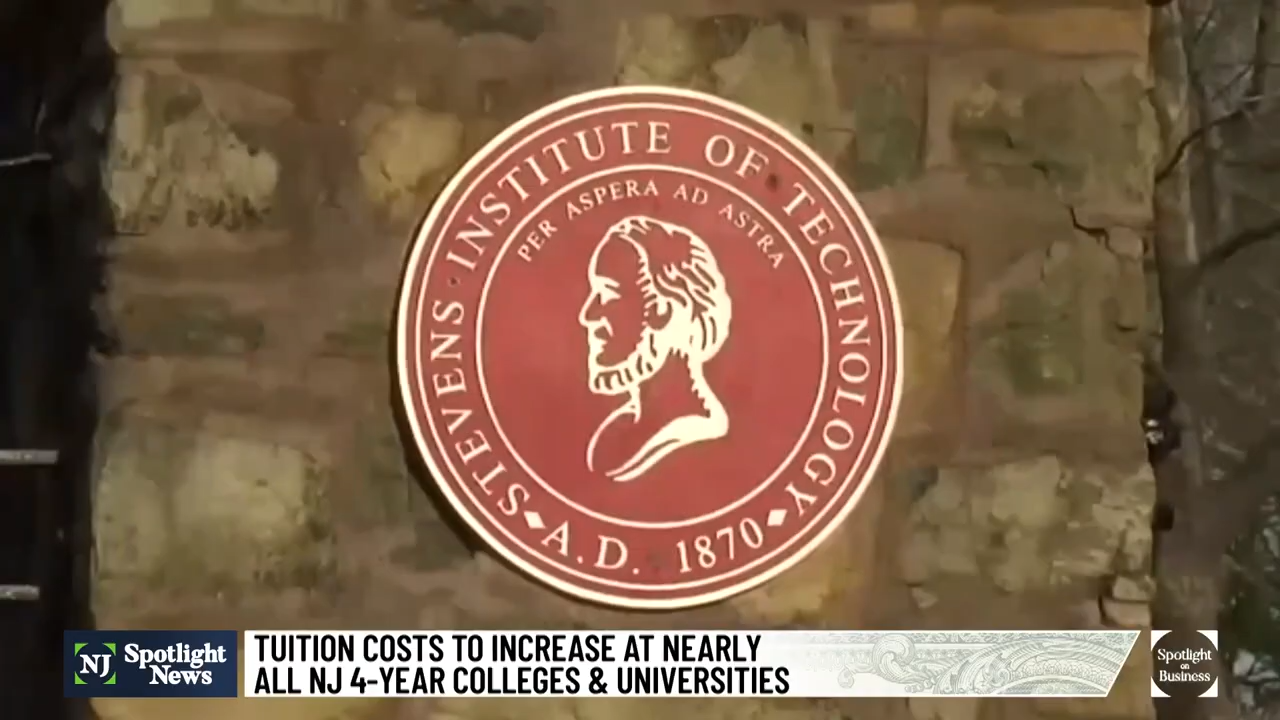 STEVENS · INSTITUTE OF TECHNOLOGY
PER ASPERA AD ASTRA
A.D. 1870
NJ Spotlight
News
TUITION COSTS TO INCREASE AT NEARLY
ALL NJ 4-YEAR COLLEGES & UNIVERSITIES
Spotlight
on
Business